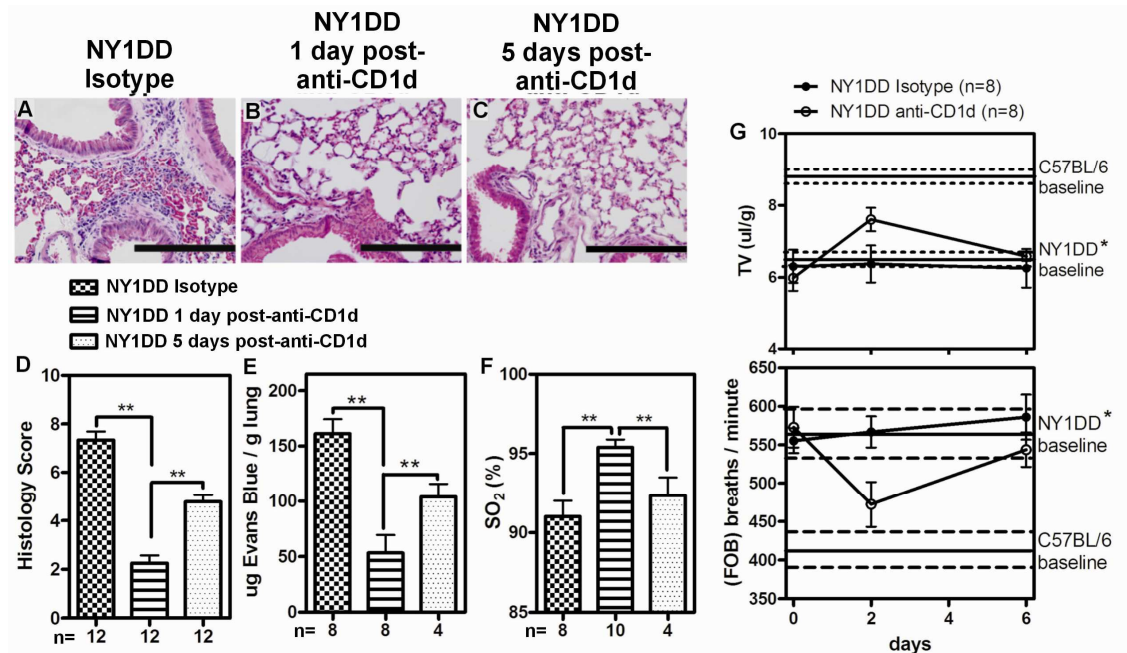 NY1DD
Isotype
NY1DD
1 day post-
anti-CD1d
NY1DD
5 days post-
anti-CD1d
A
B
C
NY1DD Isotype
NY1DD 1 day post-anti-CD1d
NY1DD 5 days post-anti-CD1d
D
Histology Score
10
8
6
4
2
0
**
**
n= 12 12 12
E
ug Evans Blue / g lung
200
150
100
50
0
**
**
n= 8 8 4
F
SO2 (%)
100
95
90
85
**
**
n= 8 10 4
NY1DD Isotype (n=8)
NY1DD anti-CD1d (n=8)
G
TV (ul/g)
10
8
6
4
C57BL/6
baseline
NY1DD*
baseline
(FOB) breaths / minute
600
550
500
450
400
350
NY1DD*
baseline
C57BL/6
baseline
0 2 6
days